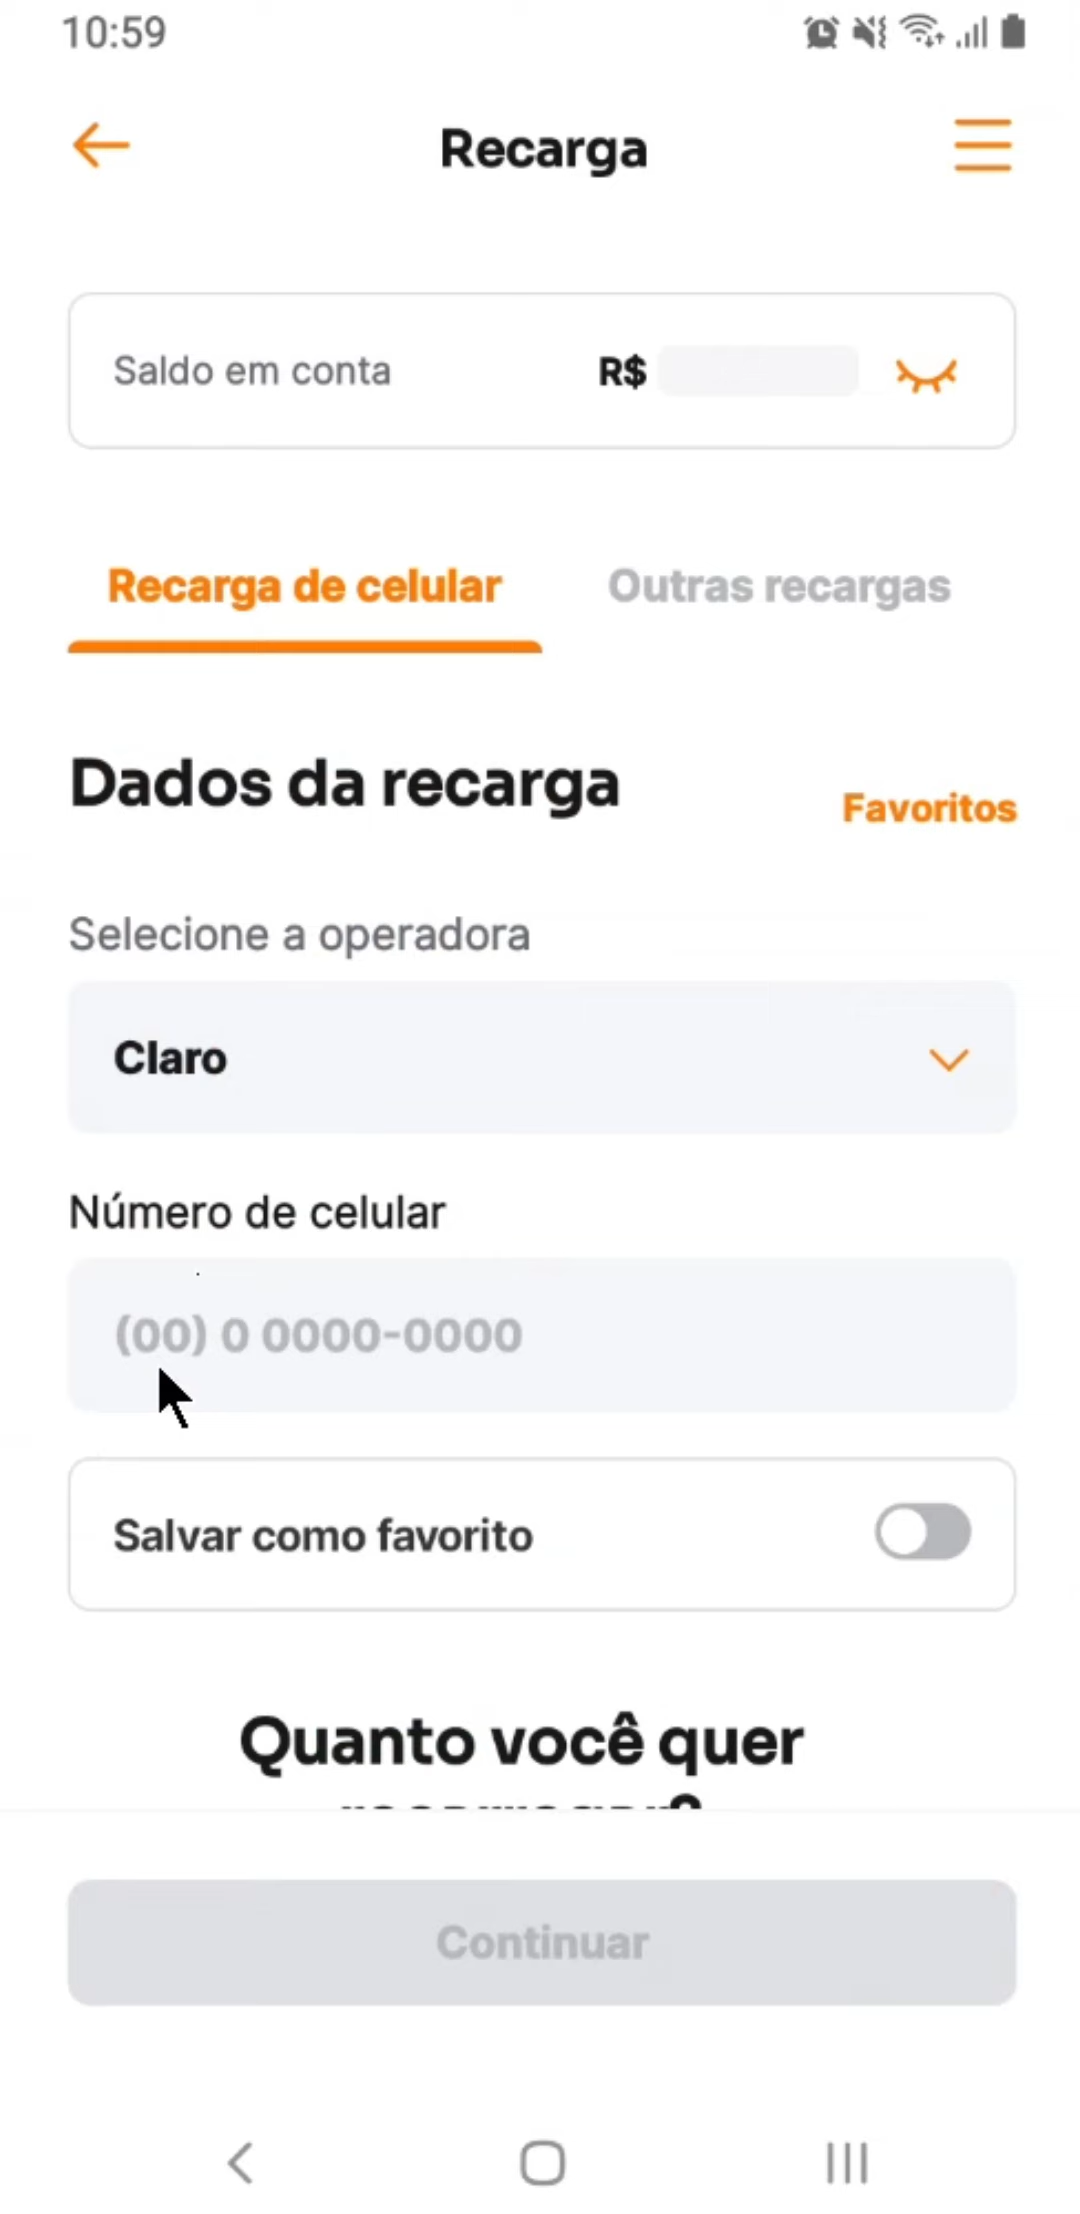 10:59
Recarga
Saldo em conta R$
Recarga de celular Outras recargas
Dados da recarga
Favoritos
Selecione a operadora
Claro
Número de celular
(00) 0 0000-0000
Salvar como favorito
Quanto você quer
Continuar